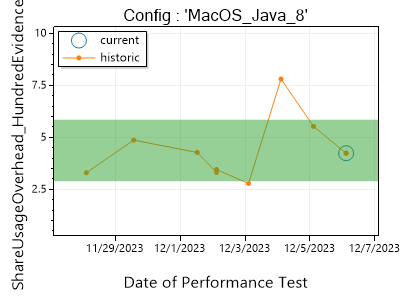 Config : 'MacOS_Java_8'
current
historic
10
7.5
5
2.5
ShareUsageOverhead_HundredEvidence
11/29/2023
12/1/2023
12/3/2023
12/5/2023
12/7/2023
Date of Performance Test